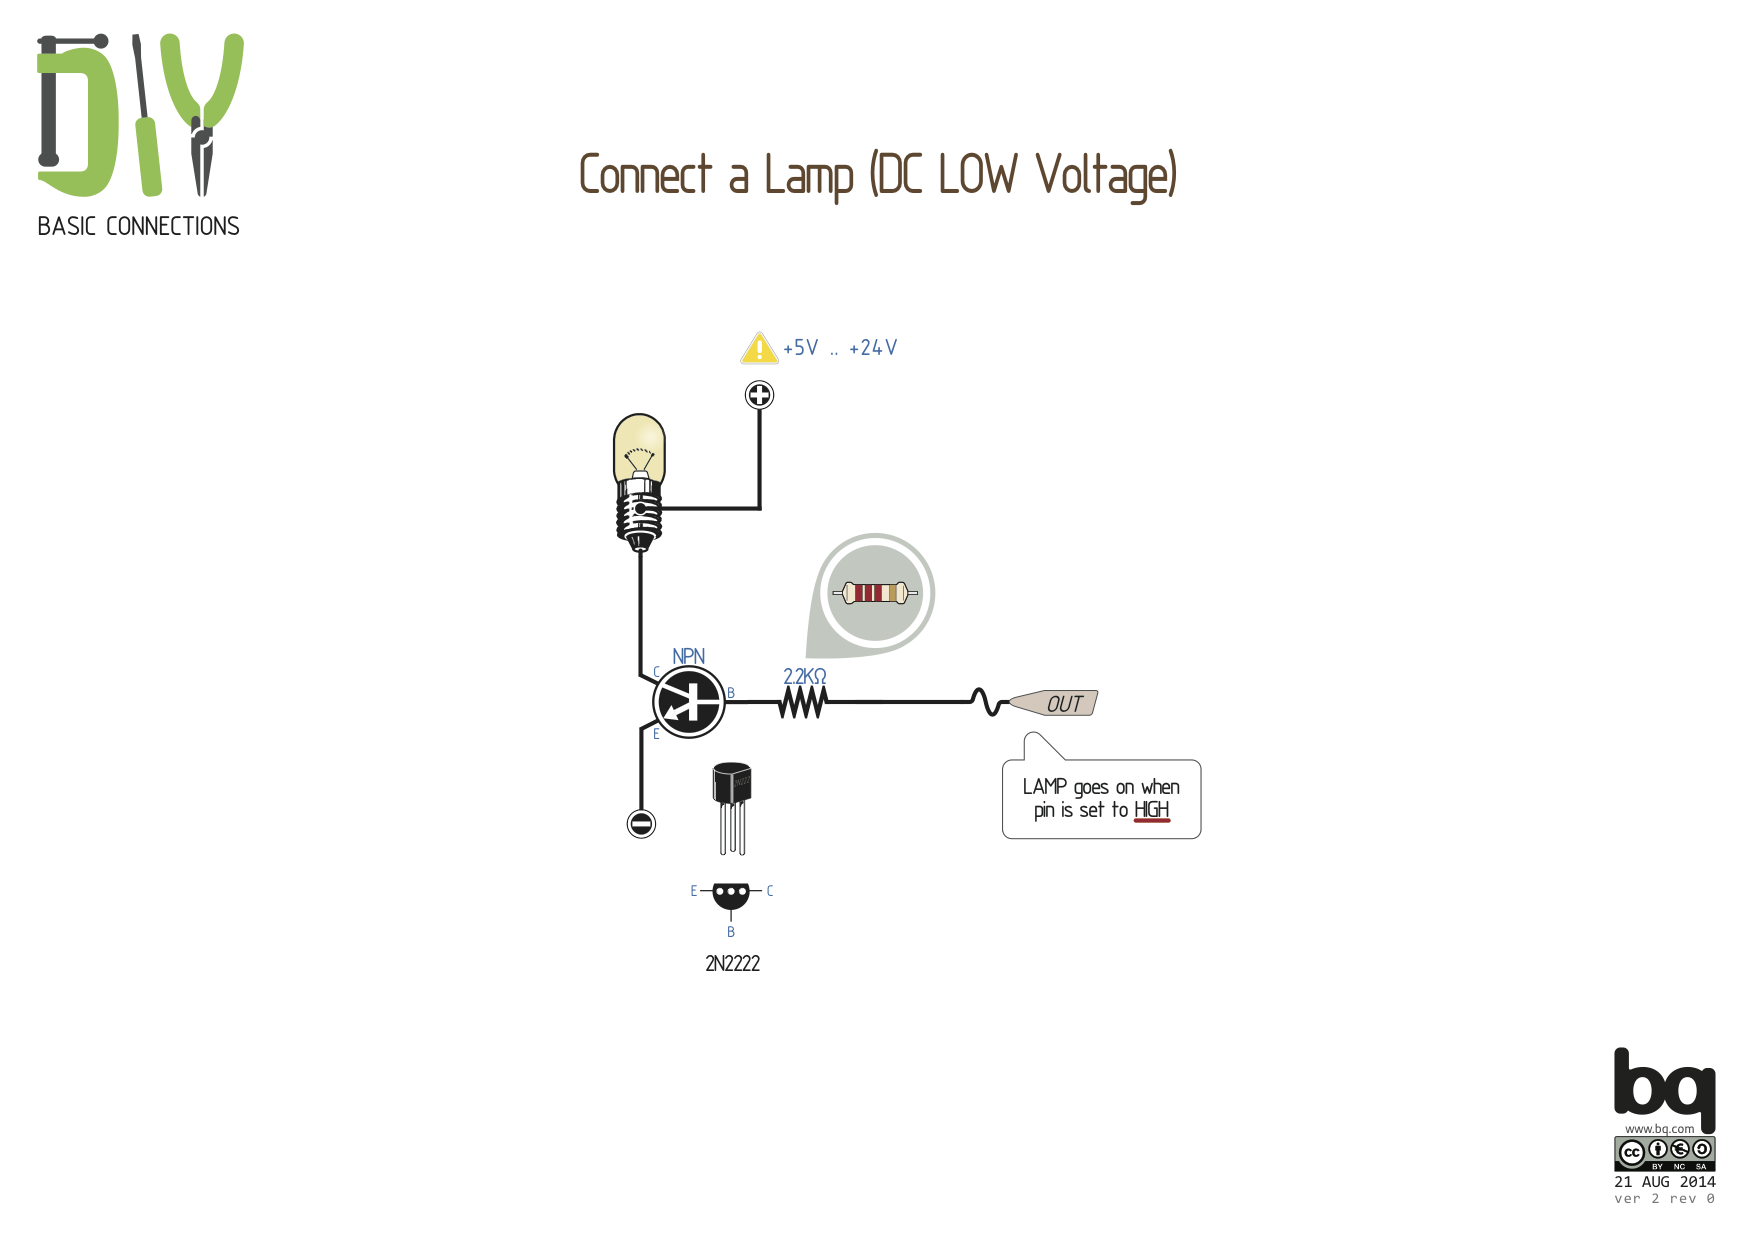 DIY
BASIC CONNECTIONS
Connect a Lamp (DC LOW Voltage)
+5V .. +24V
NPN
C
B
E
2.2KΩ
OUT
LAMP goes on when
pin is set to HIGH
E
C
B
2N2222
bq
www.bq.com
cc
BY NC SA
21 AUG 2014
ver 2 rev 0